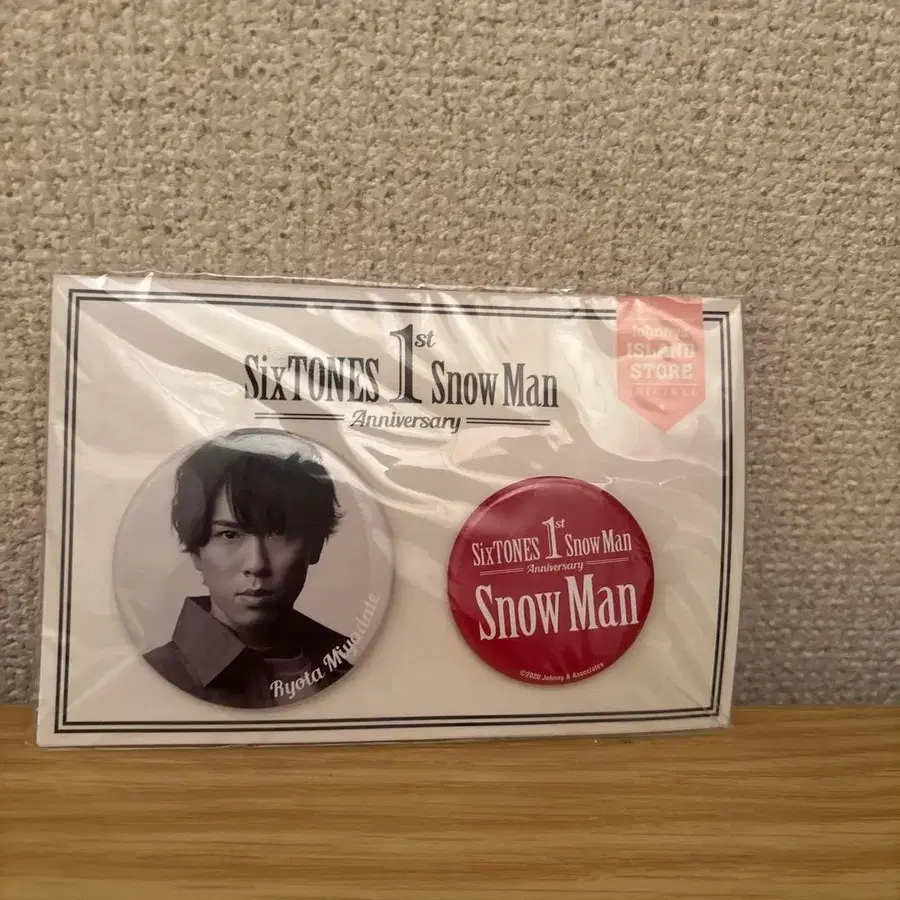 1st
SixTONES Snow Man
Anniversary
Johnny's
ISLAND
STORE
ORIGINAL
Ryota Miyadate
1st
SixTONES Snow Man
Anniversary
Snow Man
©2020 Johnny & Associates